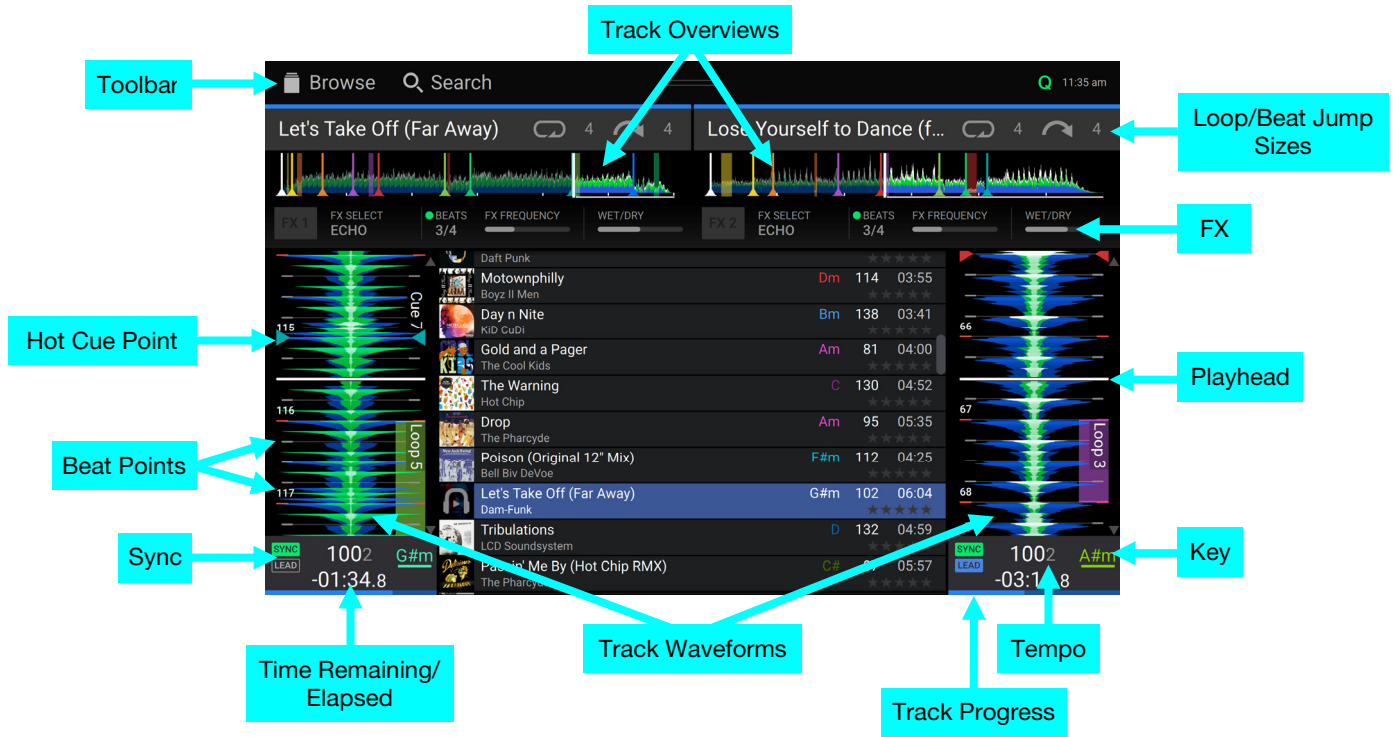 Track Overviews
Toolbar
Browse
Search
Q
11:35 am
Loop/Beat Jump
Sizes
Let's Take Off (Far Away)
4
4
Lose Yourself to Dance (f...
4
4
FX 1
FX SELECT
ECHO
BEATS
3/4
FX FREQUENCY
WET/DRY
FX 2
FX SELECT
ECHO
BEATS
3/4
FX FREQUENCY
WET/DRY
FX
Hot Cue Point
Beat Points
Cue 7
115
116
Loop 5
117
Daft Punk
Motownphilly Dm 114 03:55
Boyz II Men
Day n Nite Bm 138 03:41
KiD CuDi
Gold and a Pager Am 81 04:00
The Cool Kids
The Warning C 130 04:52
Hot Chip
Drop Am 95 05:35
The Pharcyde
Poison (Original 12" Mix) F#m 112 04:25
Bell Biv DeVoe
Let's Take Off (Far Away) G#m 102 06:04
Dam-Funk
Tribulations D 132 04:59
LCD Soundsystem
Me By (Hot Chip RMX) C# 05:57
The Pharcyde
66
67
Loop 3
68
Playhead
Sync
SYNC
LEAD
1002
G#m
-01:34.8
SYNC
LEAD
1002
A#m
-03:1 8
Key
Track Waveforms
Tempo
Time Remaining/
Elapsed
Track Progress